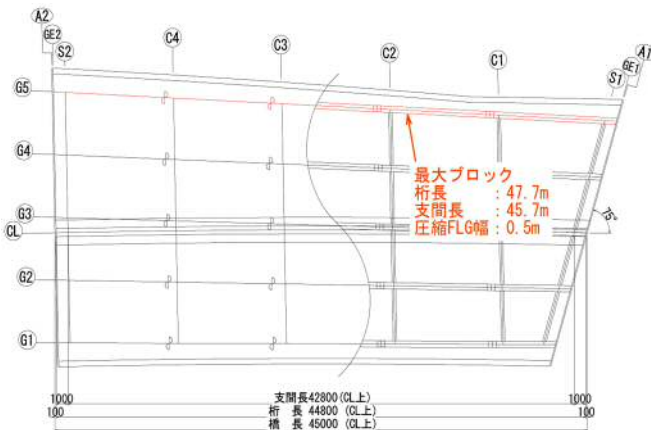 A2
GE2
S2
C4
C3
C2
C1
S1
GE1
A1
G5
G4
G3
CL
G2
G1
最大ブロック
桁長 : 47.7m
支間長 : 45.7m
圧縮FLG幅 : 0.5m
75°
1000 支間長42800(CL上) 1000
100 桁 長 44800 (CL上) 100
橋 長 45000 (CL上)